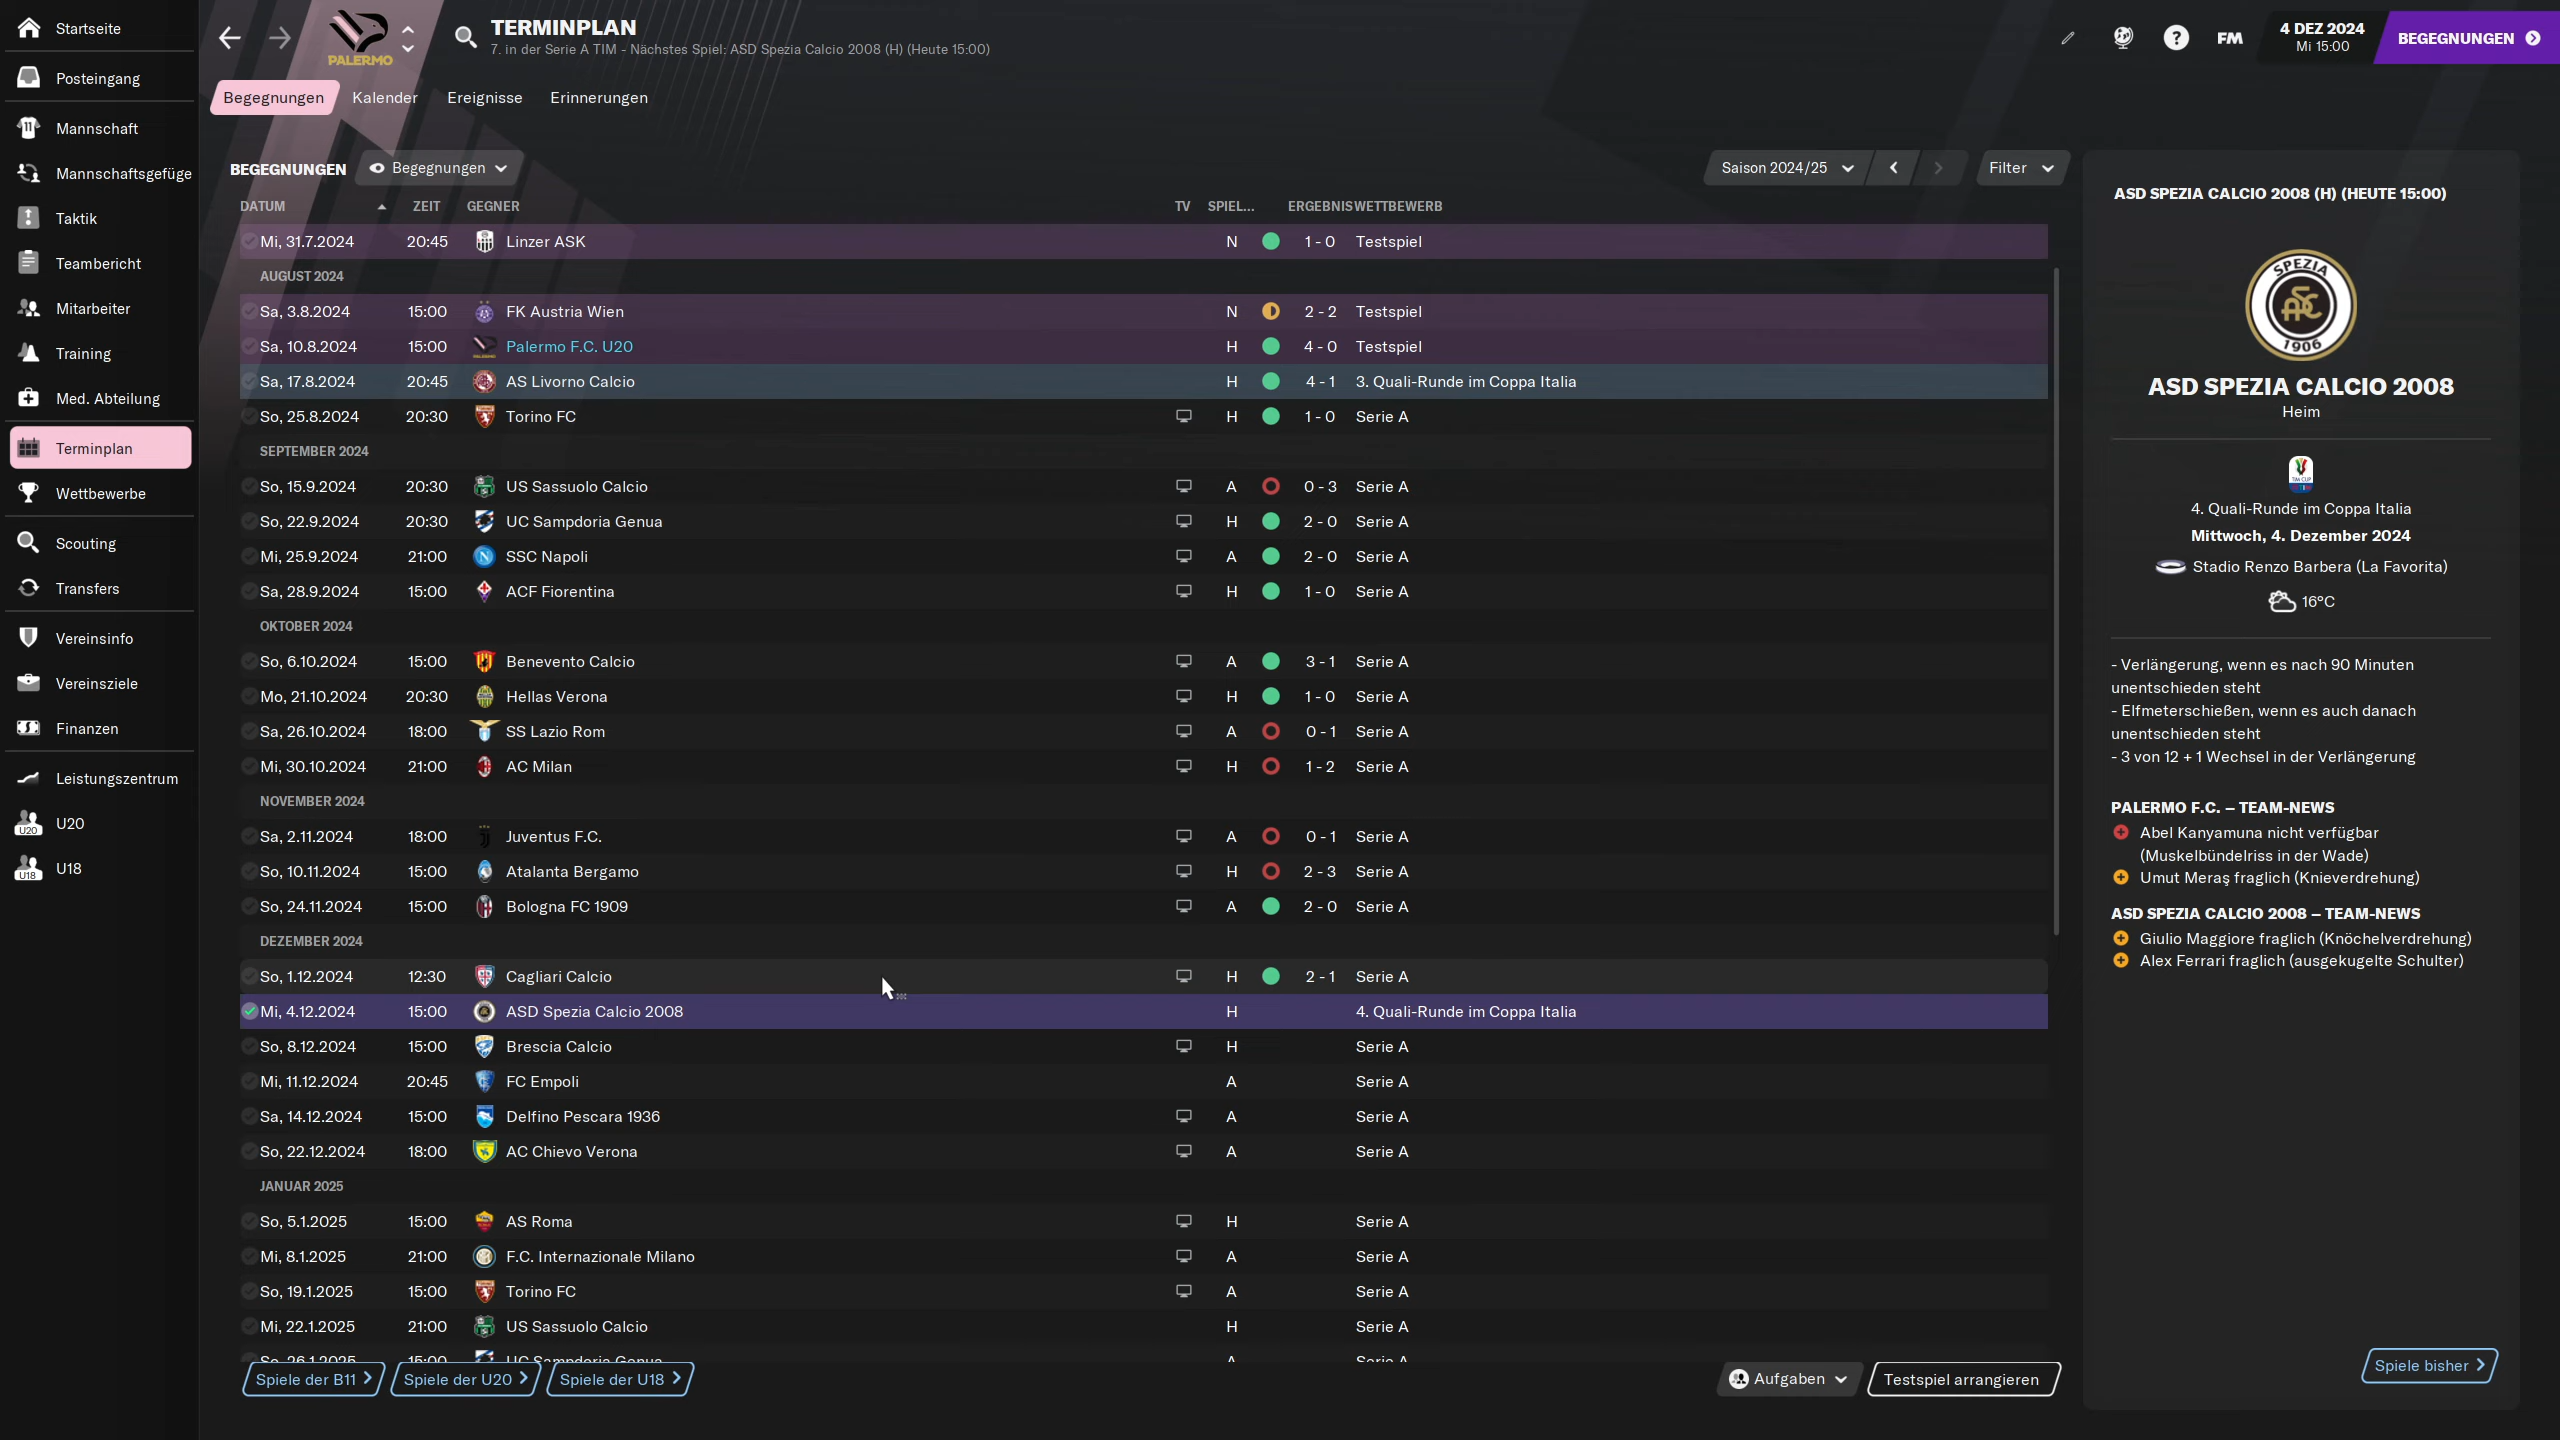 Startseite
Posteingang
Mannschaft
Mannschaftsgefüge
Taktik
Teambericht
Mitarbeiter
Training
Med. Abteilung
Terminplan
Wettbewerbe
Scouting
Transfers
Vereinsinfo
Vereinsziele
Finanzen
Leistungszentrum
U20 U20
U18 U18
PALERMO
TERMINPLAN
7. in der Serie A TIM - Nächstes Spiel: ASD Spezia Calcio 2008 (H) (Heute 15:00)
FM
4 DEZ 2024
Mi 15:00
BEGEGNUNGEN
Begegnungen Kalender Ereignisse Erinnerungen
BEGEGNUNGEN Begegnungen Saison 2024/25 Filter
DATUM ZEIT GEGNER TV SPIEL... ERGEBNIS WETTBEWERB
Mi, 31.7.2024 20:45 Linzer ASK N 1 - 0 Testspiel
AUGUST 2024
Sa, 3.8.2024 15:00 FK Austria Wien N 2 - 2 Testspiel
Sa, 10.8.2024 15:00 Palermo F.C. U20 H 4 - 0 Testspiel
Sa, 17.8.2024 20:45 AS Livorno Calcio H 4 - 1 3. Quali-Runde im Coppa Italia
So, 25.8.2024 20:30 Torino FC H 1 - 0 Serie A
SEPTEMBER 2024
So, 15.9.2024 20:30 US Sassuolo Calcio A 0 - 3 Serie A
So, 22.9.2024 20:30 UC Sampdoria Genua H 2 - 0 Serie A
Mi, 25.9.2024 21:00 SSC Napoli A 2 - 0 Serie A
Sa, 28.9.2024 15:00 ACF Fiorentina H 1 - 0 Serie A
OKTOBER 2024
So, 6.10.2024 15:00 Benevento Calcio A 3 - 1 Serie A
Mo, 21.10.2024 20:30 Hellas Verona H 1 - 0 Serie A
Sa, 26.10.2024 18:00 SS Lazio Rom A 0 - 1 Serie A
Mi, 30.10.2024 21:00 AC Milan H 1 - 2 Serie A
NOVEMBER 2024
Sa, 2.11.2024 18:00 Juventus F.C. A 0 - 1 Serie A
So, 10.11.2024 15:00 Atalanta Bergamo H 2 - 3 Serie A
So, 24.11.2024 15:00 Bologna FC 1909 A 2 - 0 Serie A
DEZEMBER 2024
So, 1.12.2024 12:30 Cagliari Calcio H 2 - 1 Serie A
Mi, 4.12.2024 15:00 ASD Spezia Calcio 2008 H 4. Quali-Runde im Coppa Italia
So, 8.12.2024 15:00 Brescia Calcio H Serie A
Mi, 11.12.2024 20:45 FC Empoli A Serie A
Sa, 14.12.2024 15:00 Delfino Pescara 1936 A Serie A
So, 22.12.2024 18:00 AC Chievo Verona A Serie A
JANUAR 2025
So, 5.1.2025 15:00 AS Roma H Serie A
Mi, 8.1.2025 21:00 F.C. Internazionale Milano A Serie A
So, 19.1.2025 15:00 Torino FC A Serie A
Mi, 22.1.2025 21:00 US Sassuolo Calcio H Serie A
So, 26.1.2025 15:00 UC Sampdoria Genua A Serie A
Spiele der B11 Spiele der U20 Spiele der U18 Aufgaben Testspiel arrangieren
ASD SPEZIA CALCIO 2008 (H) (HEUTE 15:00)
SPEZIA
1906
ASD SPEZIA CALCIO 2008
Heim
TIM CUP
4. Quali-Runde im Coppa Italia
Mittwoch, 4. Dezember 2024
Stadio Renzo Barbera (La Favorita)
16°C
- Verlängerung, wenn es nach 90 Minuten
unentschieden steht
- Elfmeterschießen, wenn es auch danach
unentschieden steht
- 3 von 12 + 1 Wechsel in der Verlängerung
PALERMO F.C. – TEAM-NEWS
Abel Kanyamuna nicht verfügbar
(Muskelbündelriss in der Wade)
Umut Meraş fraglich (Knieverdrehung)
ASD SPEZIA CALCIO 2008 – TEAM-NEWS
Giulio Maggiore fraglich (Knöchelverdrehung)
Alex Ferrari fraglich (ausgekugelte Schulter)
Spiele bisher